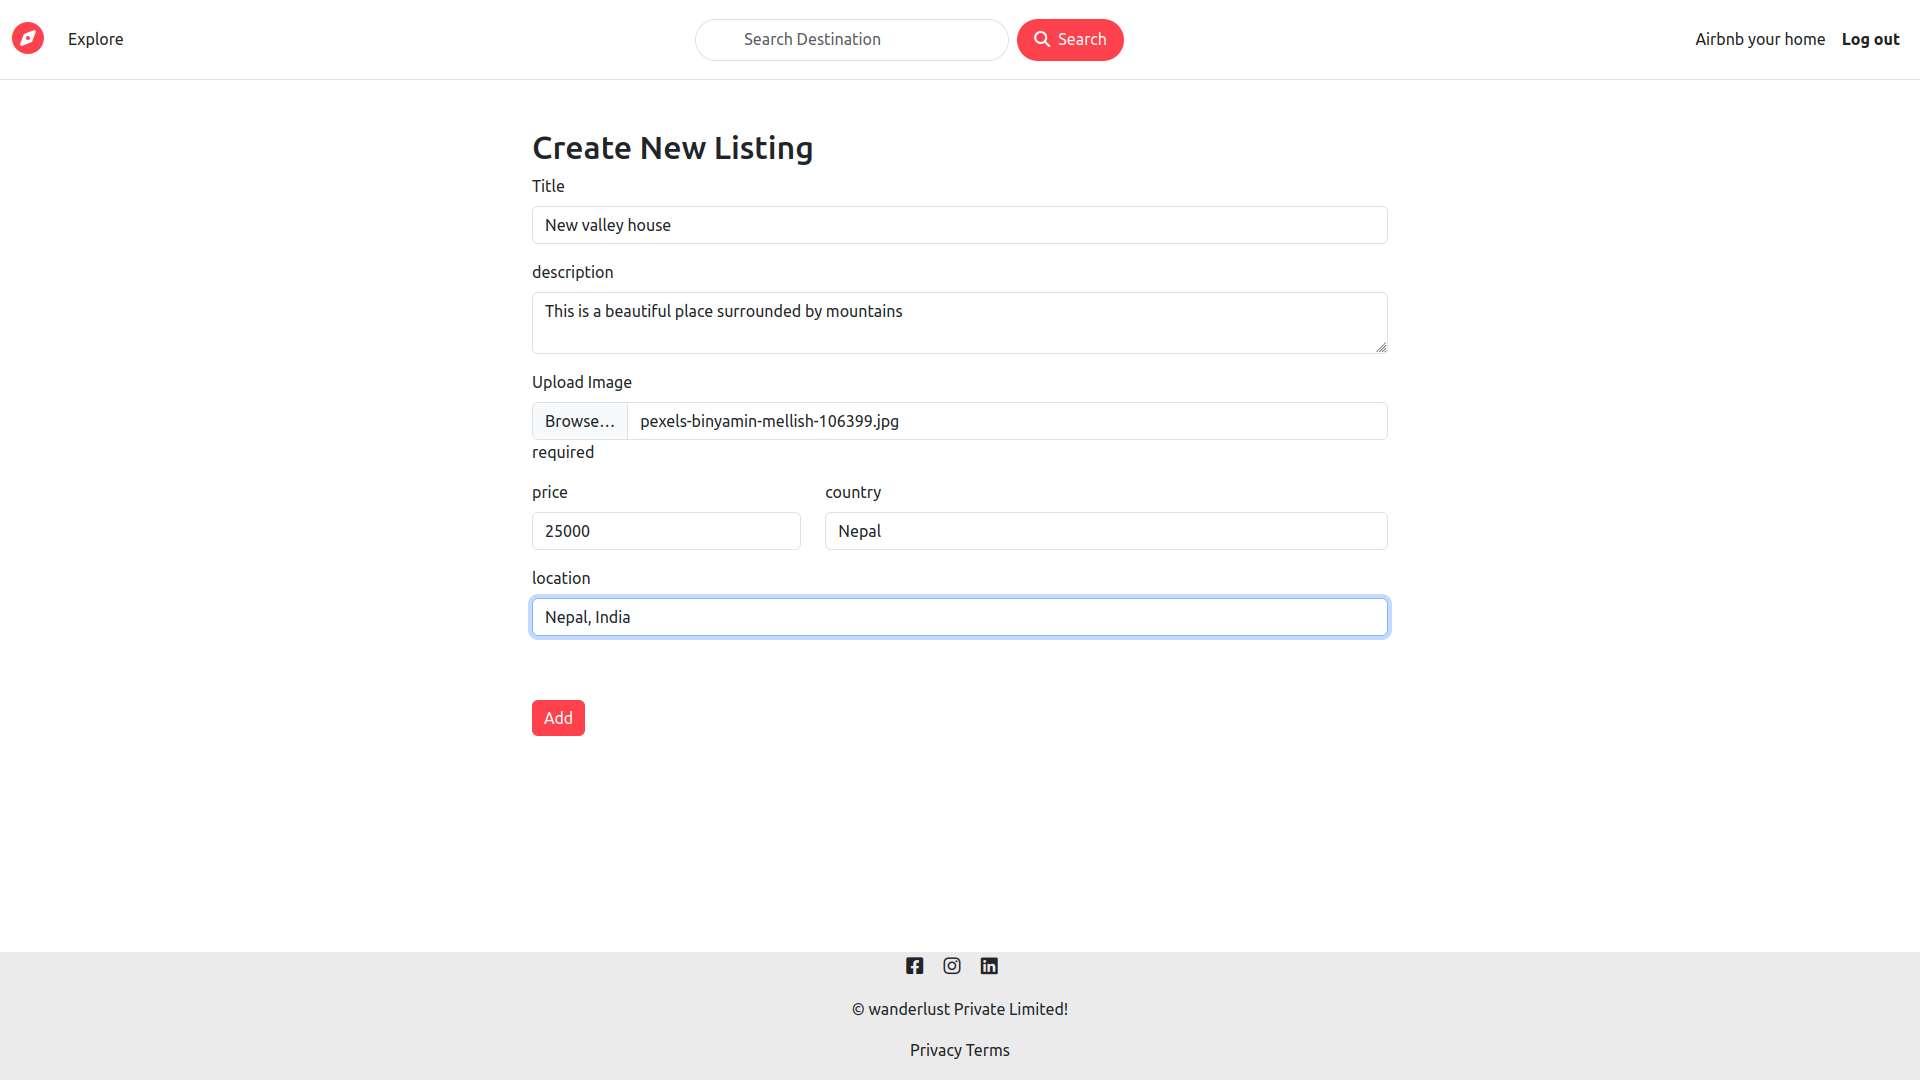 Explore
Search Destination
Search
Airbnb your home
Log out
Create New Listing
Title
New valley house
description
This is a beautiful place surrounded by mountains
Upload Image
Browse... pexels-binyamin-mellish-106399.jpg
required
price country
25000 Nepal
location
Nepal, India
Add
© wanderlust Private Limited!
Privacy Terms